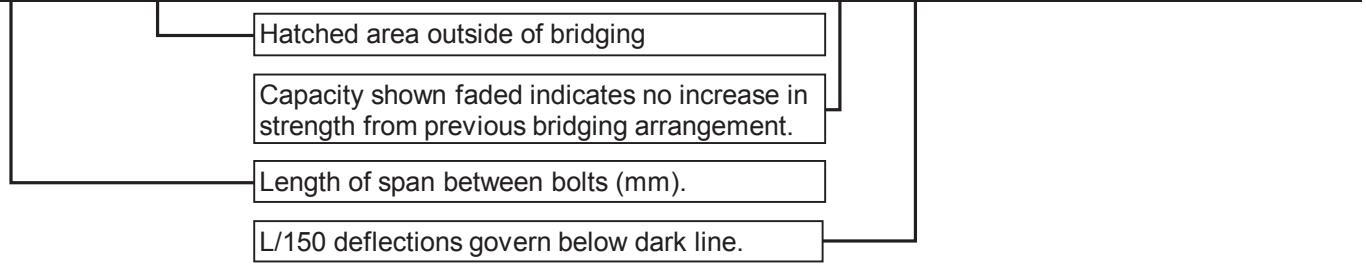 Hatched area outside of bridging
Capacity shown faded indicates no increase in
strength from previous bridging arrangement.
Length of span between bolts (mm).
L/150 deflections govern below dark line.